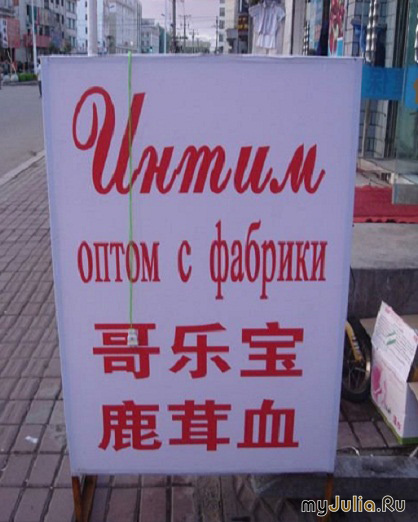 Интим
оптом с фабрики
哥乐宝
鹿茸血
myJulia.Ru